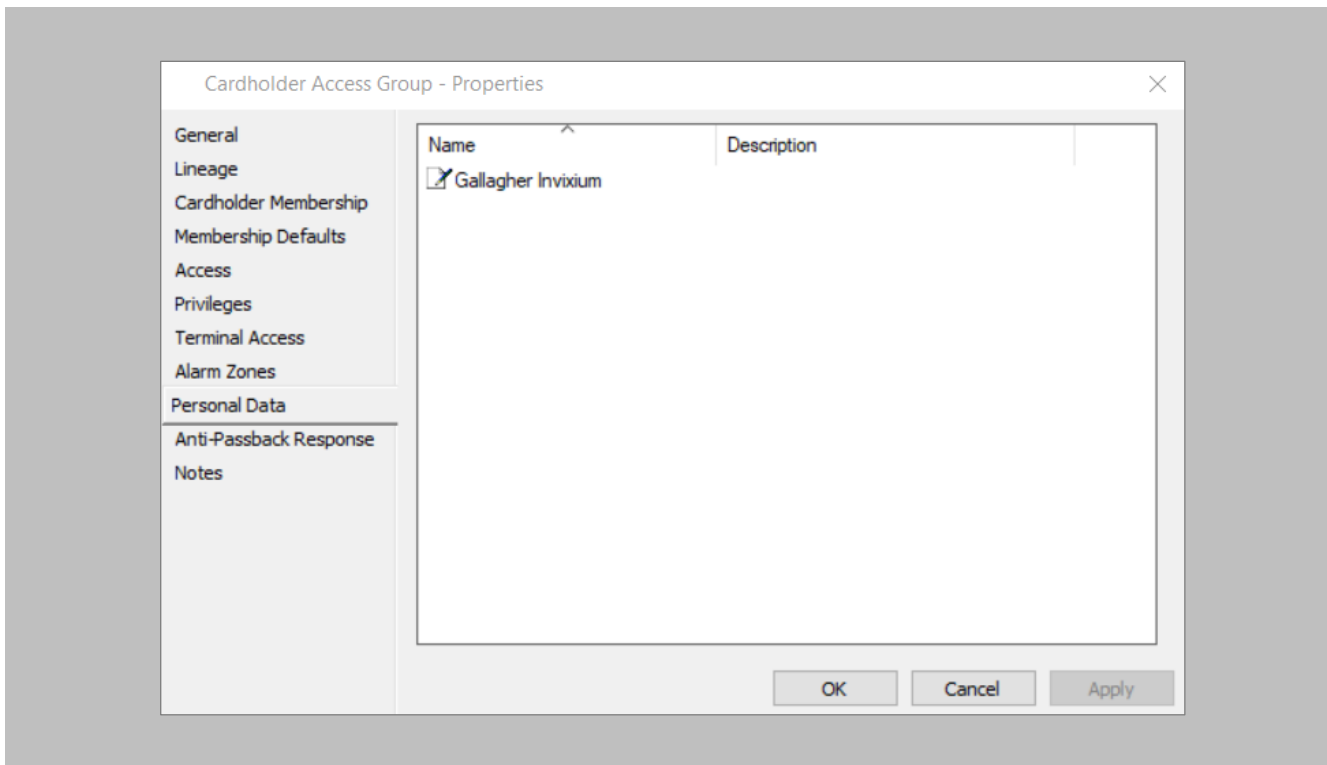 Cardholder Access Group - Properties
General
Lineage
Cardholder Membership
Membership Defaults
Access
Privileges
Terminal Access
Alarm Zones
Personal Data
Anti-Passback Response
Notes
Name Description
Gallagher Invixium
OK Cancel Apply